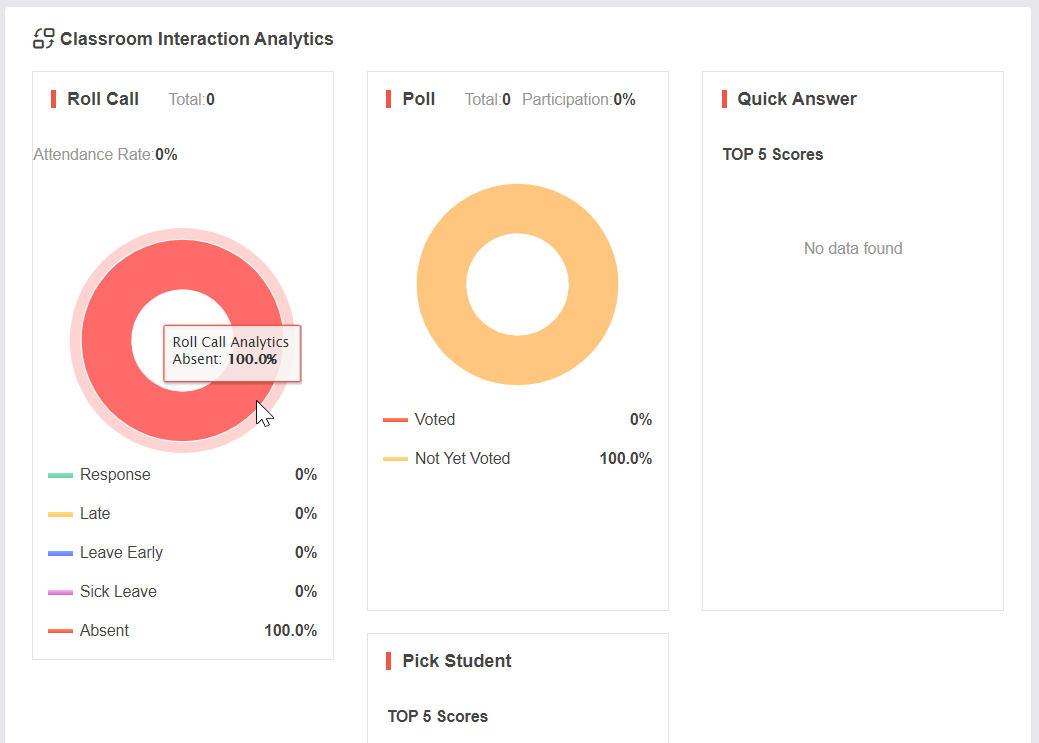 Classroom Interaction Analytics
Roll Call Total:0
Attendance Rate:0%
Roll Call Analytics
Absent: 100.0%
Response 0%
Late 0%
Leave Early 0%
Sick Leave 0%
Absent 100.0%
Poll Total:0 Participation:0%
Voted 0%
Not Yet Voted 100.0%
Quick Answer
TOP 5 Scores
No data found
Pick Student
TOP 5 Scores